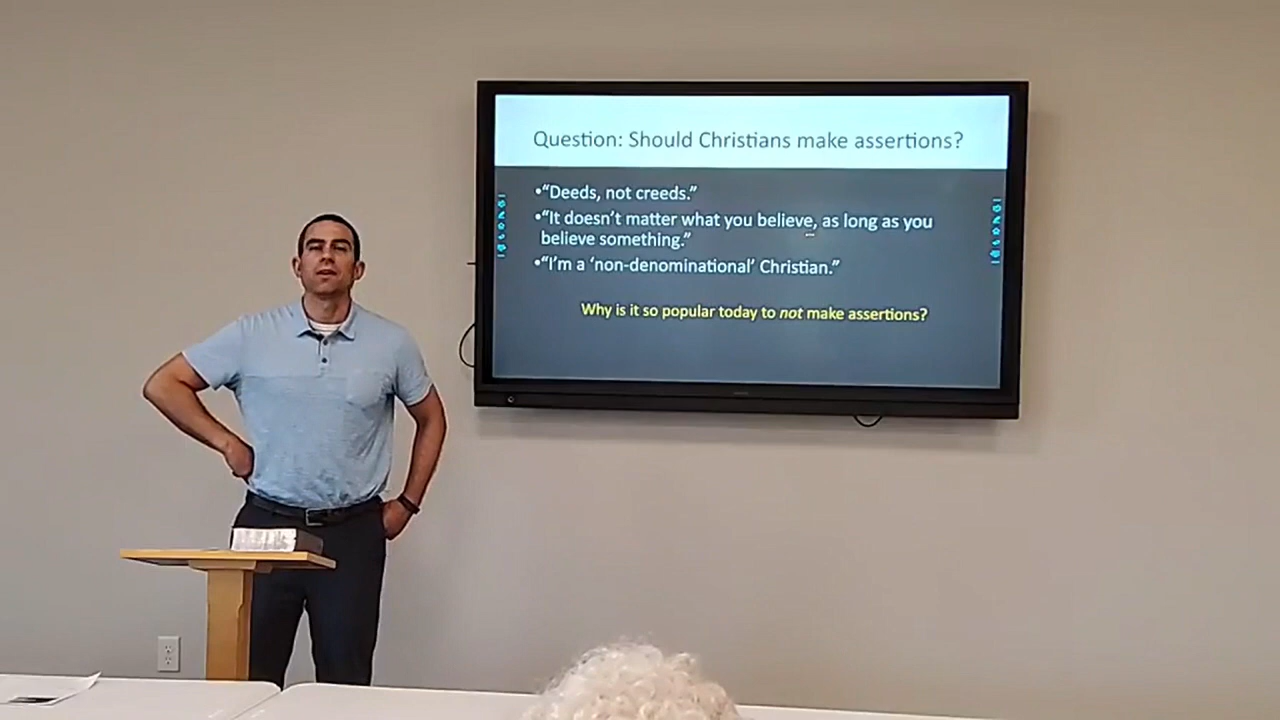 Question: Should Christians make assertions?
•“Deeds, not creeds.”
•“It doesn’t matter what you believe, as long as you
believe something.”
•“I’m a ‘non-denominational’ Christian.”
Why is it so popular today to not make assertions?